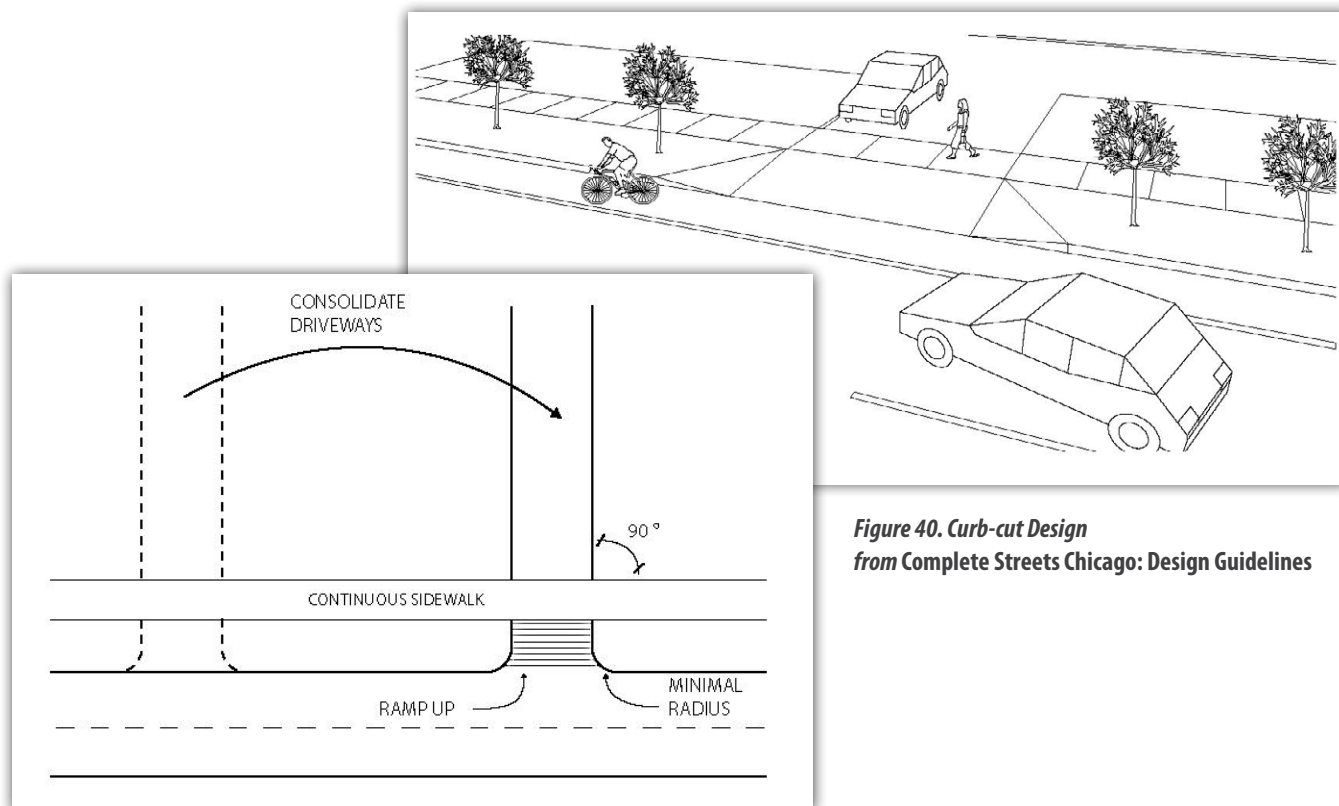 CONSOLIDATE
DRIVEWAYS
90 °
CONTINUOUS SIDEWALK
RAMP UP
MINIMAL
RADIUS
Figure 40. Curb-cut Design
from Complete Streets Chicago: Design Guidelines